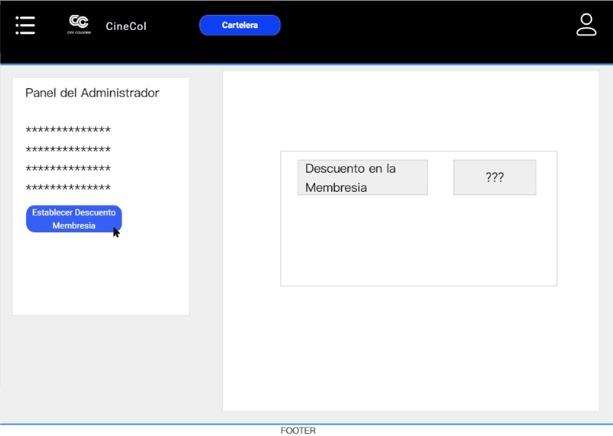 CineCol
Cartelera
Panel del Administrador
**************
**************
**************
**************
Establecer Descuento
Membresia
Descuento en la
Membresia
???
FOOTER